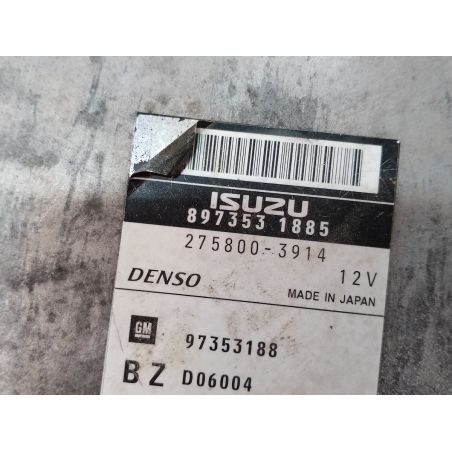 ISUZU
897353 1885
275800-3914
DENSO 12V
MADE IN JAPAN
GM 97353188
BZ D06004